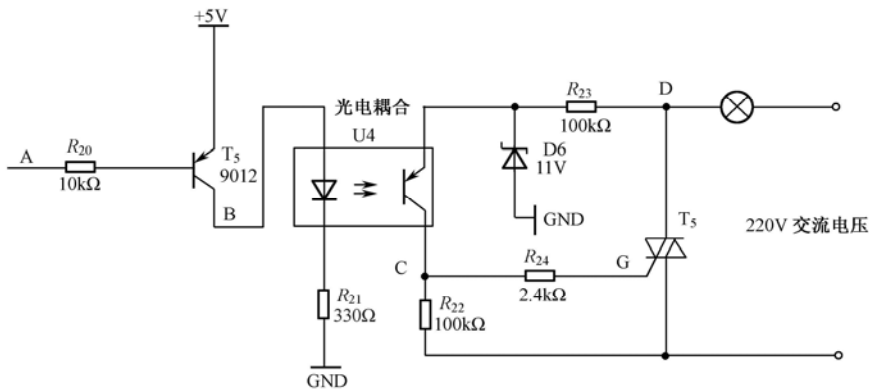 +5V
光电耦合
U4
A
R20
10kΩ
T5
9012
B
R23
100kΩ
D
D6
11V
GND
T5
220V 交流电压
C
R24
2.4kΩ
G
R21
330Ω
R22
100kΩ
GND